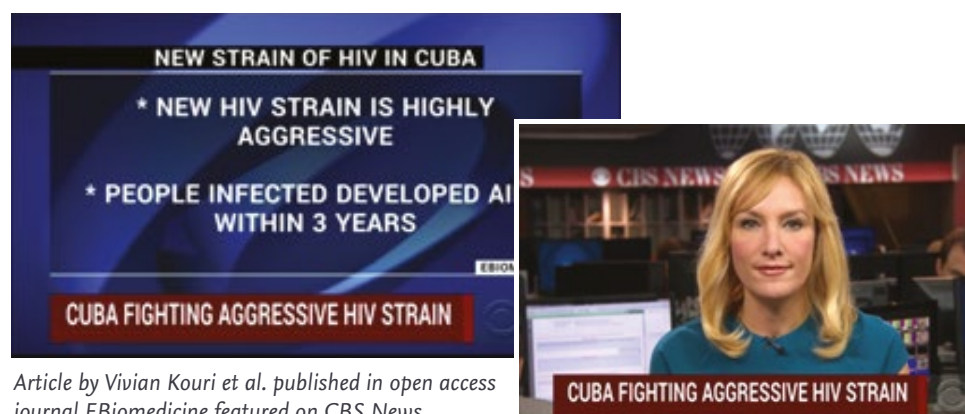 NEW STRAIN OF HIV IN CUBA
* NEW HIV STRAIN IS HIGHLY
AGGRESSIVE
* PEOPLE INFECTED DEVELOPED
WITHIN 3 YEARS
CUBA FIGHTING AGGRESSIVE HIV STRAIN
CBS NEWS
NEWS
CUBA FIGHTING AGGRESSIVE HIV STRAIN
Article by Vivian Kouri et al. published in open access
journal EBiomedicine featured on CBS News